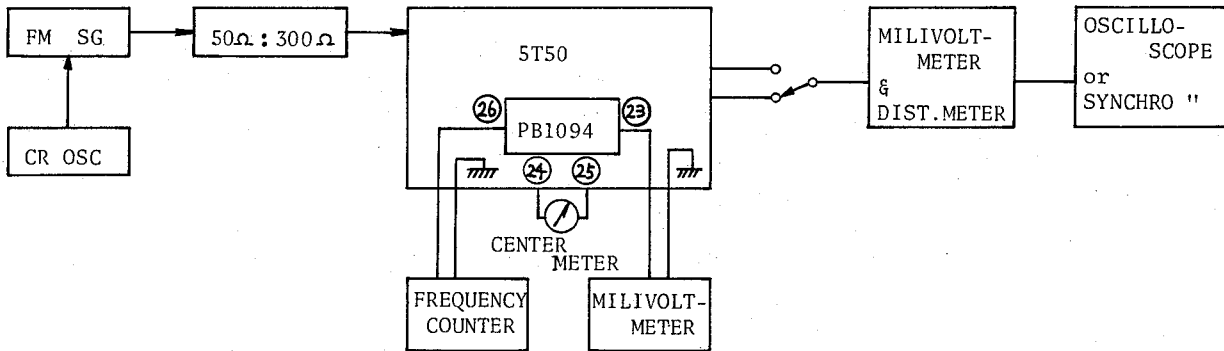 FM SG
50Ω : 300Ω
CR OSC
5T50
26
PB1094
23
24
25
CENTER
METER
FREQUENCY
COUNTER
MILIVOLT-
METER
MILIVOLT-
METER
&
DIST.METER
OSCILLO-
SCOPE
or
SYNCHRO "